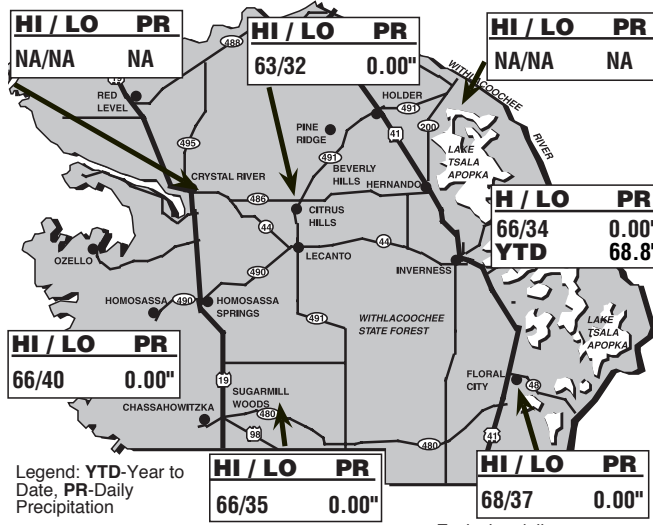 HI / LO PR
NA/NA NA
HI / LO PR
63/32 0.00"
HI / LO PR
NA/NA NA
19
488
RED
LEVEL
WITHLACOOCHEE
RIVER
HOLDER
491
41
200
495
PINE
RIDGE
491
LAKE
TSALA
APOPKA
CRYSTAL RIVER
BEVERLY
HILLS
HERNANDO
486
CITRUS
HILLS
H / LO PR
66/34 0.00"
YTD 68.8"
44
44
OZELLO
LECANTO
INVERNESS
490
HOMOSASSA
490
HOMOSASSA
SPRINGS
491
WITHLACOOCHEE
STATE FOREST
LAKE
TSALA
APOPKA
HI / LO PR
66/40 0.00"
19
FLORAL
CITY
48
SUGARMILL
WOODS
CHASSAHOWITZKA
480
98
480
41
Legend: YTD-Year to
Date, PR-Daily
Precipitation
HI / LO PR
66/35 0.00"
HI / LO PR
68/37 0.00"